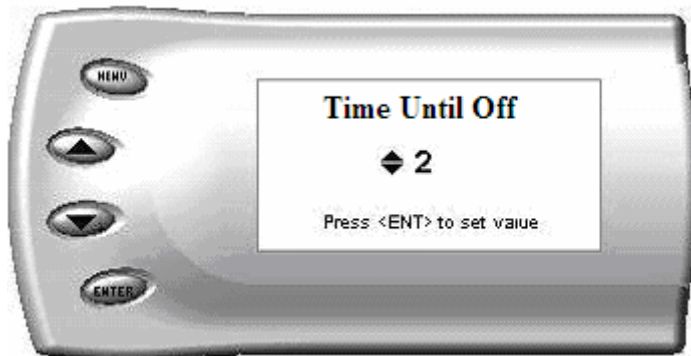 MENU
Time Until Off
2
Press <ENT> to set value
ENTER